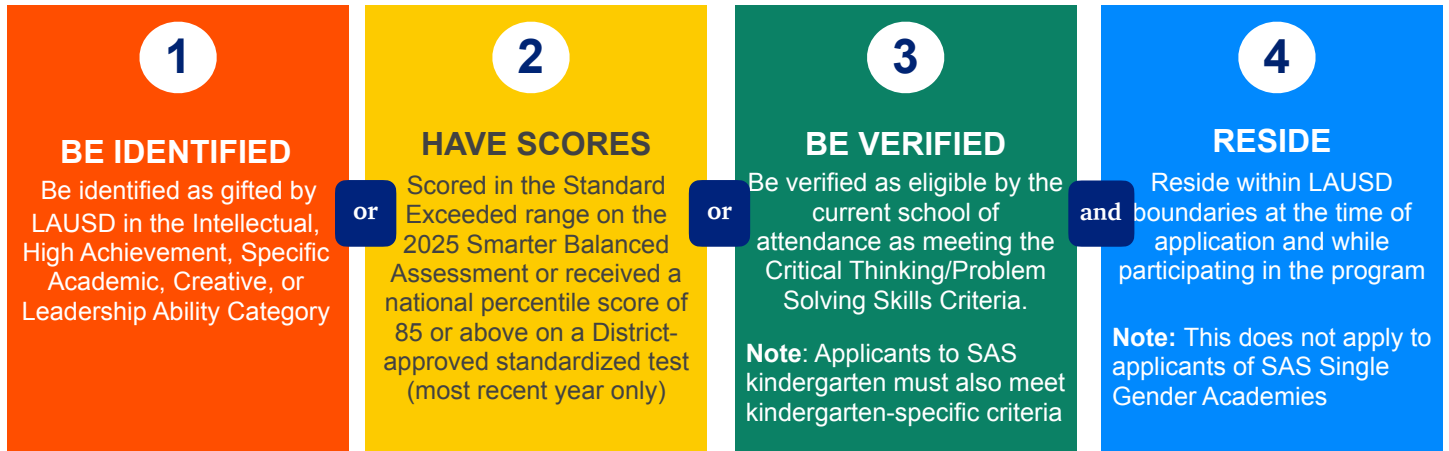 1
BE IDENTIFIED
Be identified as gifted by
LAUSD in the Intellectual,
High Achievement, Specific
Academic, Creative, or
Leadership Ability Category
or
2
HAVE SCORES
Scored in the Standard
Exceeded range on the
2025 Smarter Balanced
Assessment or received a
national percentile score of
85 or above on a District-
approved standardized test
(most recent year only)
or
3
BE VERIFIED
Be verified as eligible by the
current school of
attendance as meeting the
Critical Thinking/Problem
Solving Skills Criteria.
Note: Applicants to SAS
kindergarten must also meet
kindergarten-specific criteria
and
4
RESIDE
Reside within LAUSD
boundaries at the time of
application and while
participating in the program
Note: This does not apply to
applicants of SAS Single
Gender Academies